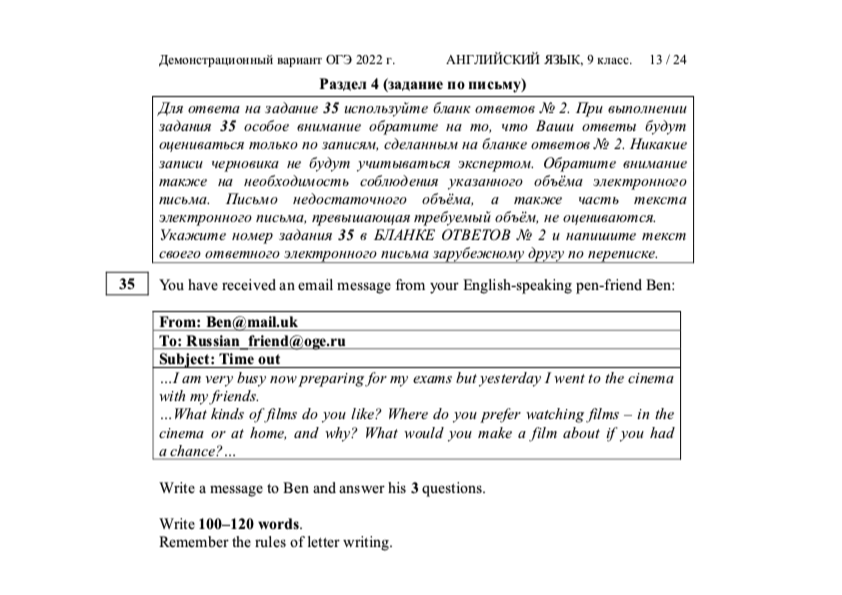 Демонстрационный вариант ОГЭ 2022 г. АНГЛИЙСКИЙ ЯЗЫК, 9 класс. 13 / 24
Раздел 4 (задание по письму)
Для ответа на задание 35 используйте бланк ответов № 2. При выполнении
задания 35 особое внимание обратите на то, что Ваши ответы будут
оцениваться только по записям, сделанным на бланке ответов № 2. Никакие
записи черновика не будут учитываться экспертом. Обратите внимание
также на необходимость соблюдения указанного объёма электронного
письма. Письмо недостаточного объёма, а также часть текста
электронного письма, превышающая требуемый объём, не оцениваются.
Укажите номер задания 35 в БЛАНКЕ ОТВЕТОВ № 2 и напишите текст
своего ответного электронного письма зарубежному другу по переписке.
35 You have received an email message from your English-speaking pen-friend Ben:
From: Ben@mail.uk
To: Russian_friend@oge.ru
Subject: Time out
…I am very busy now preparing for my exams but yesterday I went to the cinema
with my friends.
…What kinds of films do you like? Where do you prefer watching films – in the
cinema or at home, and why? What would you make a film about if you had
a chance?…
Write a message to Ben and answer his 3 questions.
Write 100–120 words.
Remember the rules of letter writing.